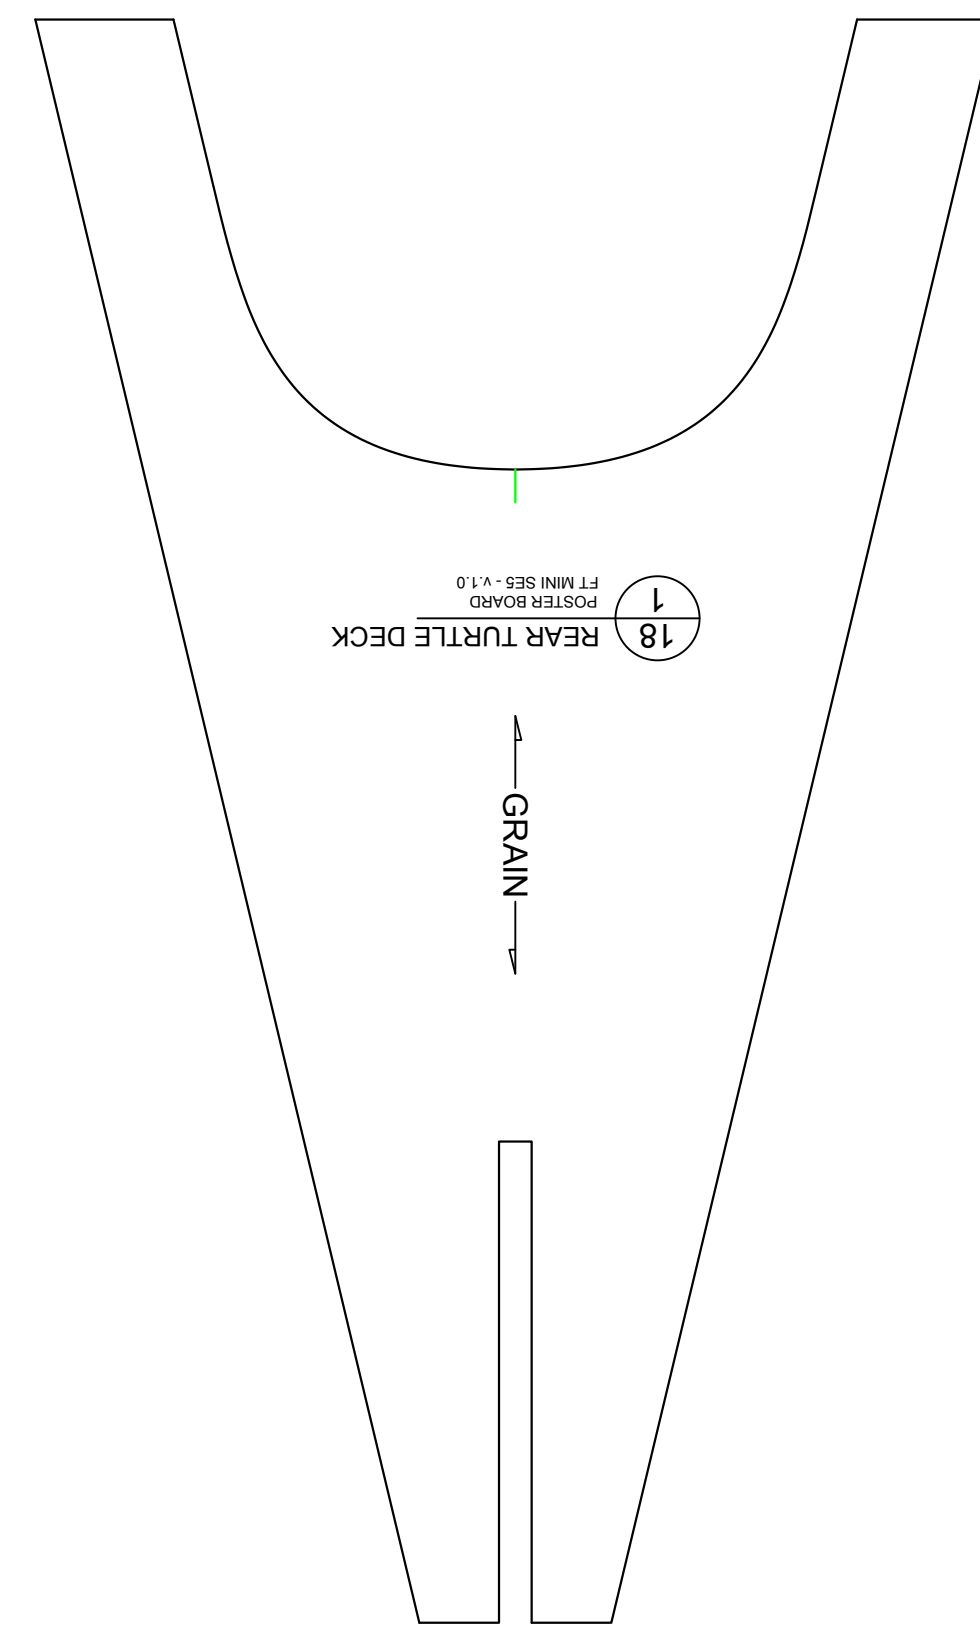 18
1
REAR TURTLE DECK
POSTER BOARD
FT MINI SE5 - v.1.0
GRAIN